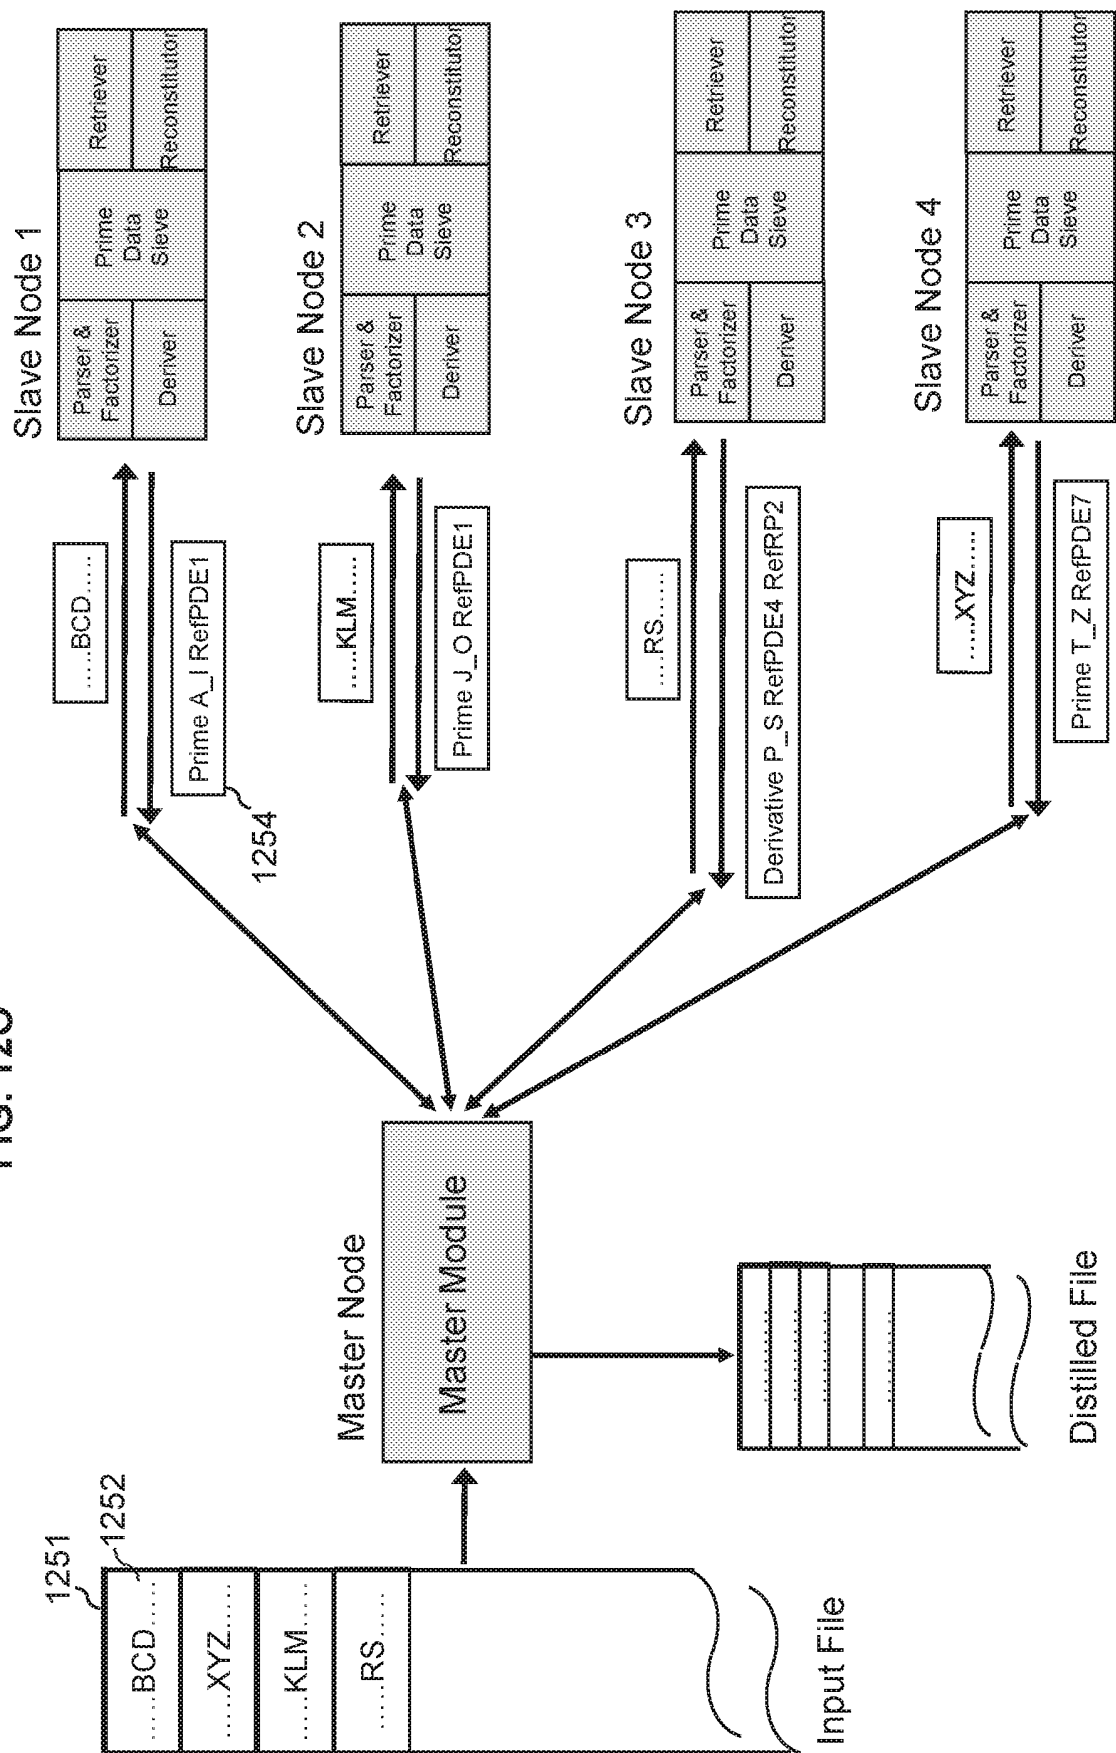 FIG.
1251
1252
......BCD......
......XYZ......
......KLM......
......RS......
Input File
Master Node
Master Module
Distilled File
.....BCD.....
Prime A_I RefPDE1
1254
.....KLM.....
Prime J_O RefPDE1
.....RS.....
Derivative P_S RefPDE4 RefRP2
.....XYZ.....
Prime T_Z RefPDE7
Slave Node 1
Parser &
Factorizer
Deriver
Prime
Data
Sieve
Retriever
Reconstitutor
Slave Node 2
Parser &
Factorizer
Deriver
Prime
Data
Sieve
Retriever
Reconstitutor
Slave Node 3
Parser &
Factorizer
Deriver
Prime
Data
Sieve
Retriever
Reconstitutor
Slave Node 4
Parser &
Factorizer
Deriver
Prime
Data
Sieve
Retriever
Reconstitutor